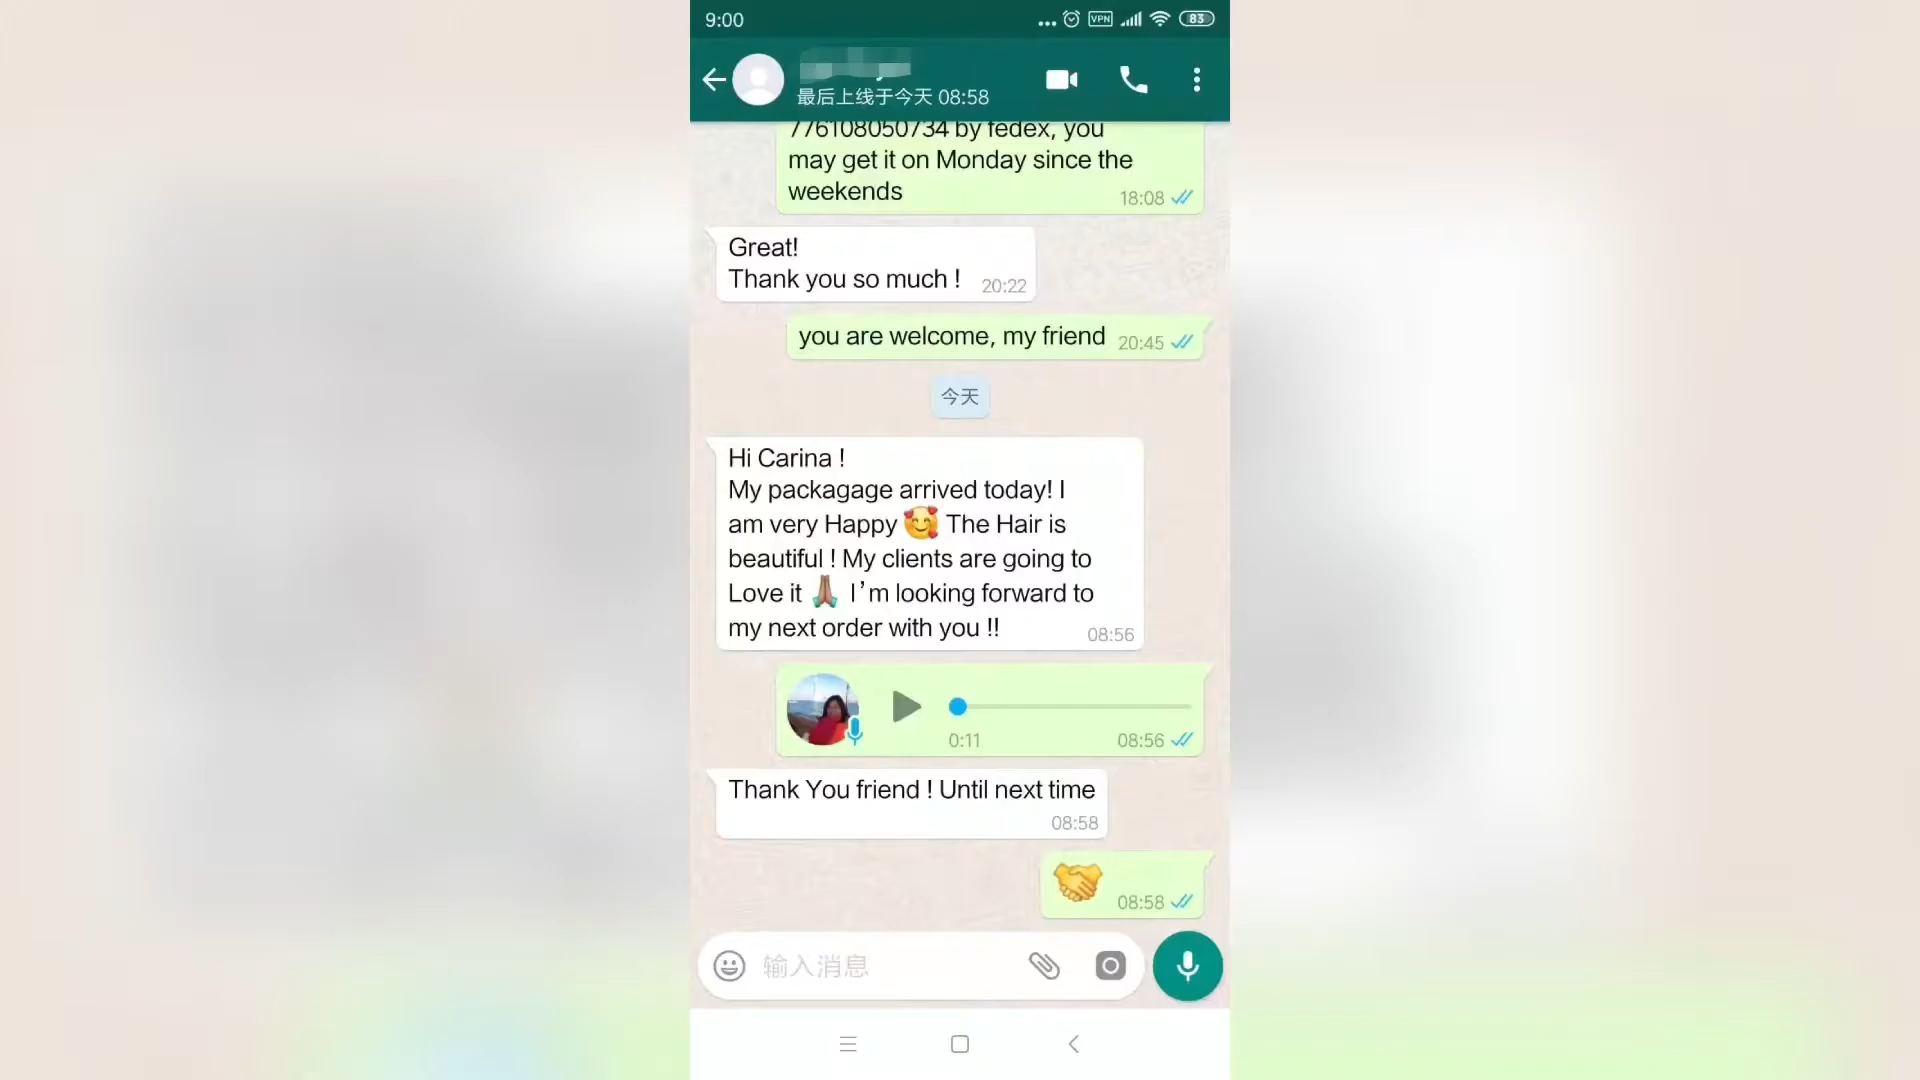 9:00
VPN
83
最后上线于今天 08:58
776108050734 by fedex, you
may get it on Monday since the
weekends
18:08
Great!
Thank you so much !
20:22
you are welcome, my friend
20:45
今天
Hi Carina !
My packagage arrived today! I
am very Happy 🥰 The Hair is
beautiful ! My clients are going to
Love it 🙏🏽 I’m looking forward to
my next order with you !!
08:56
0:11
08:56
Thank You friend ! Until next time
08:58
🤝
08:58
输入消息